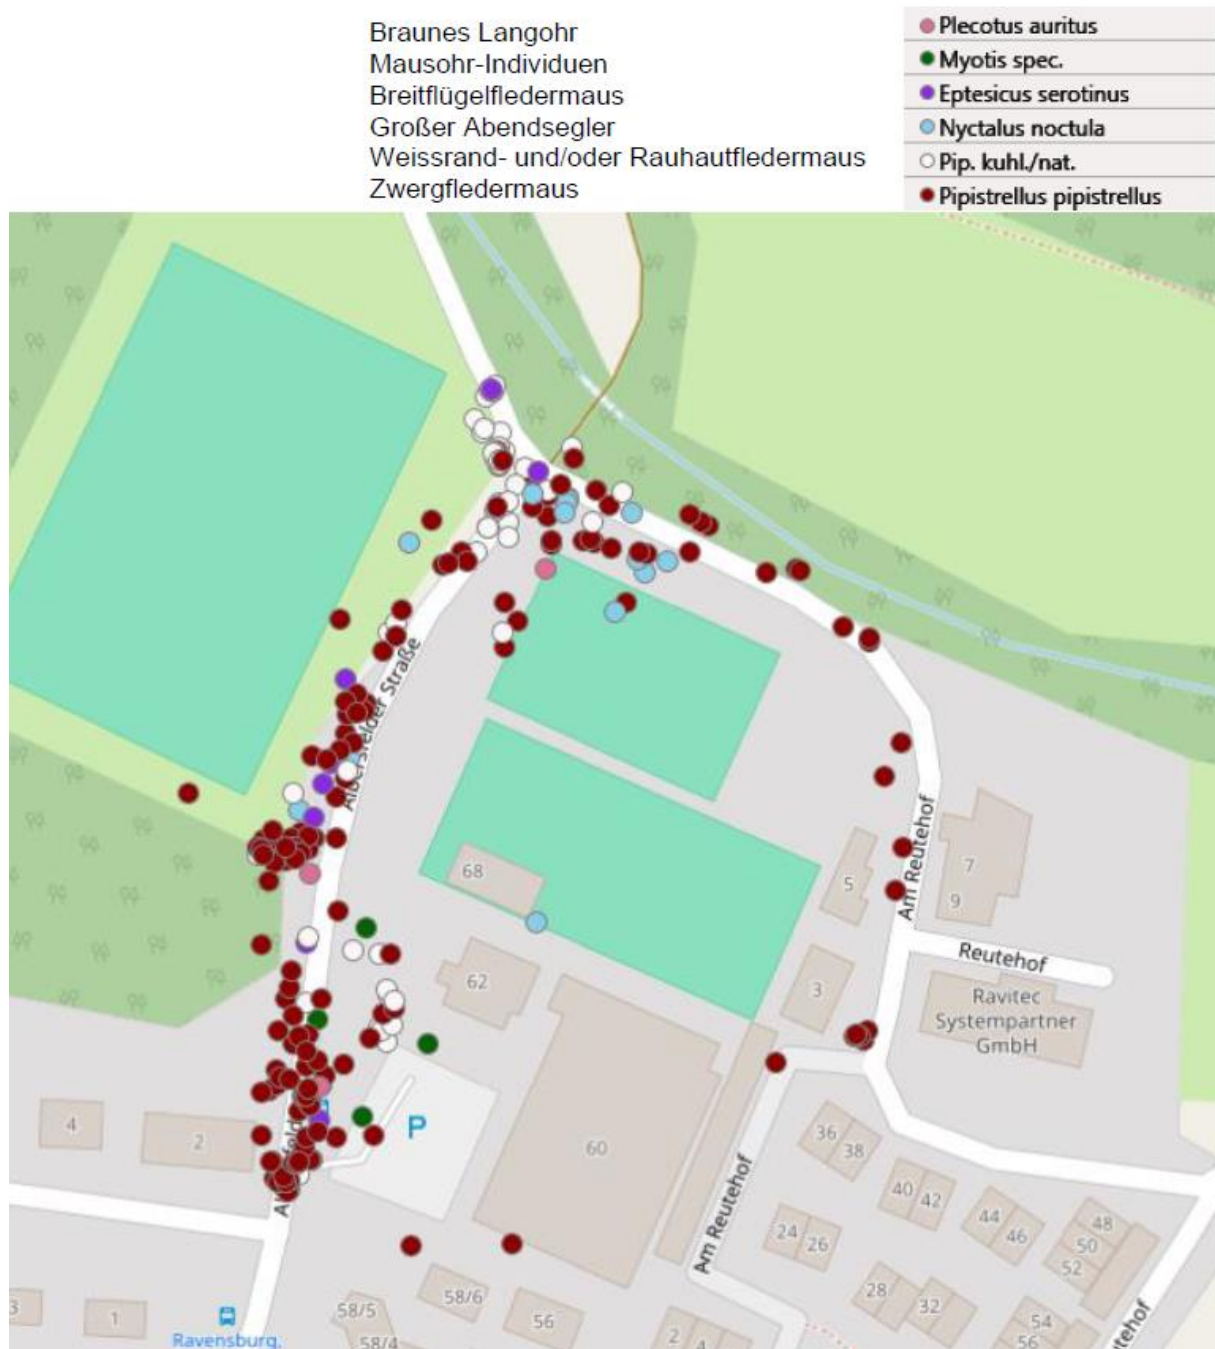 Braunes Langohr
Mausohr-Individuen
Breitflügelfledermaus
Großer Abendsegler
Weissrand- und/oder Rauhautfledermaus
Zwergfledermaus
Plecotus auritus
Myotis spec.
Eptesicus serotinus
Nyctalus noctula
Pip. kuhl./nat.
Pipistrellus pipistrellus
Straße
68
5
7
9
Am Reutehof
62
3
Reutehof
Ravitec
Systempartner
GmbH
4
2
P
60
36
38
40
42
44
46
48
50
52
24
26
Am Reutehof
28
32
54
56
3
1
58/5
58/6
56
58/4
2
4
Ravensburg,